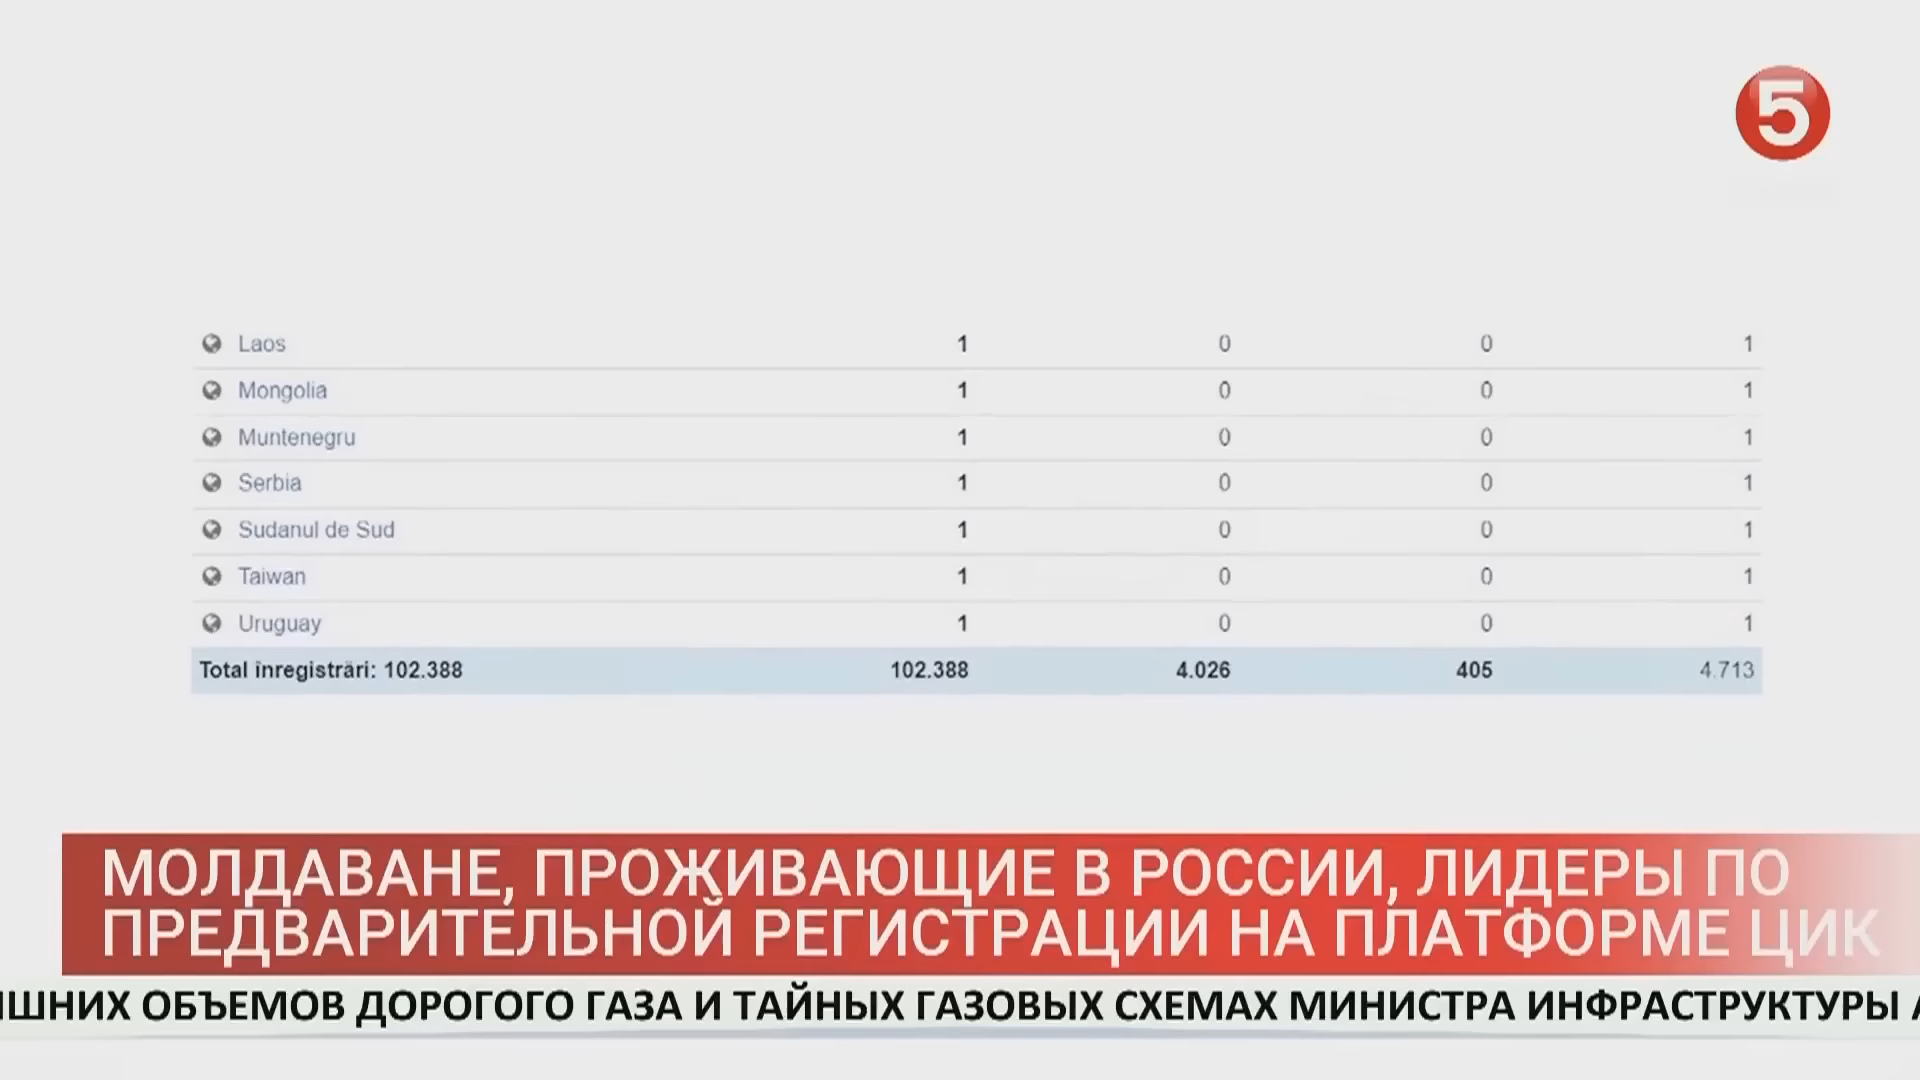 5
Laos 1 0 0 1
Mongolia 1 0 0 1
Muntenegru 1 0 0 1
Serbia 1 0 0 1
Sudanul de Sud 1 0 0 1
Taiwan 1 0 0 1
Uruguay 1 0 0 1
Total înregistrări: 102.388 102.388 4.026 405 4.713
МОЛДАВАНЕ, ПРОЖИВАЮЩИЕ В РОССИИ, ЛИДЕРЫ ПО
ПРЕДВАРИТЕЛЬНОЙ РЕГИСТРАЦИИ НА ПЛАТФОРМЕ ЦИК
ШНИХ ОБЪЕМОВ ДОРОГОГО ГАЗА И ТАЙНЫХ ГАЗОВЫХ СХЕМАХ МИНИСТРА ИНФРАСТРУКТУРЫ